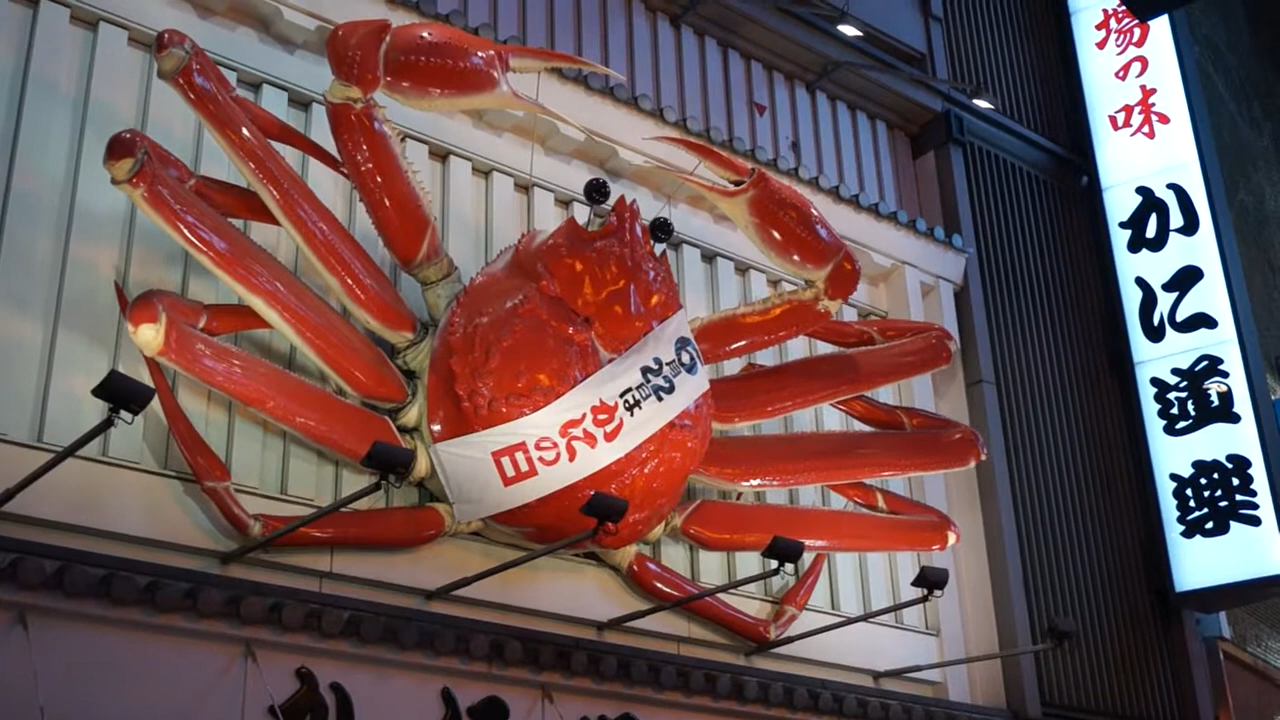 6月22日は
かにの日
場の味
かに道楽